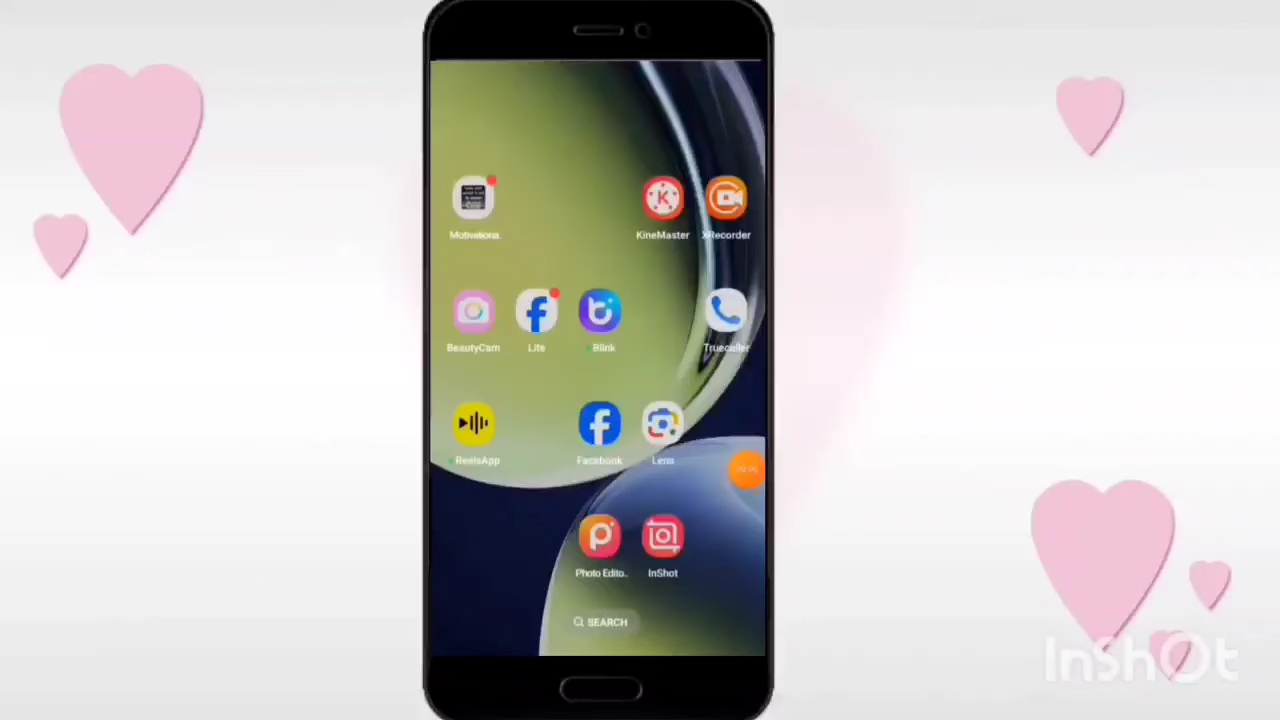 Motivationa.
KineMaster
XRecorder
BeautyCam
Lite
Blink
Truecaller
ReelsApp
Facebook
Lens
Photo Edito..
InShot
SEARCH
InShOt